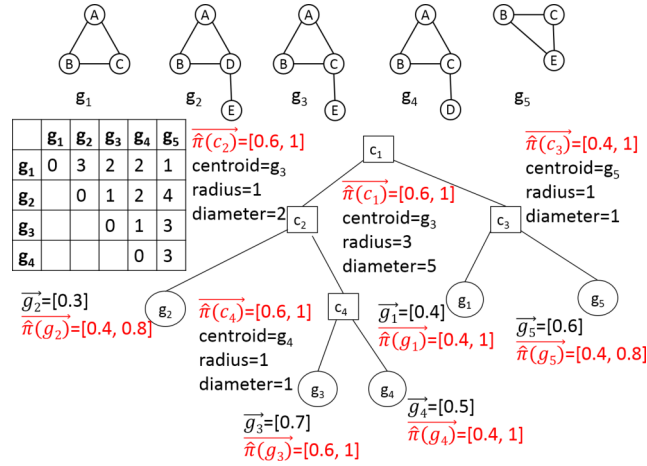 A A A A B C
B C B D B C B C E
E E D
g1 g2 g3 g4 g5
g1 g2 g3 g4 g5
g1 0 3 2 2 1
g2 0 1 2 4
g3 0 1 3
g4 0 3
π̂(c2)=[0.6, 1]
centroid=g3
radius=1
diameter=2
c1
π̂(c1)=[0.6, 1]
centroid=g3
radius=3
diameter=5
π̂(c3)=[0.4, 1]
centroid=g5
radius=1
diameter=1
c2
c3
g2=[0.3]
π̂(g2)=[0.4, 0.8]
g2
π̂(c4)=[0.6, 1]
centroid=g4
radius=1
diameter=1
c4
g1=[0.4]
π̂(g1)=[0.4, 1]
g1
g5
g5=[0.6]
π̂(g5)=[0.4, 0.8]
g3
g4
g3=[0.7]
π̂(g3)=[0.6, 1]
g4=[0.5]
π̂(g4)=[0.4, 1]